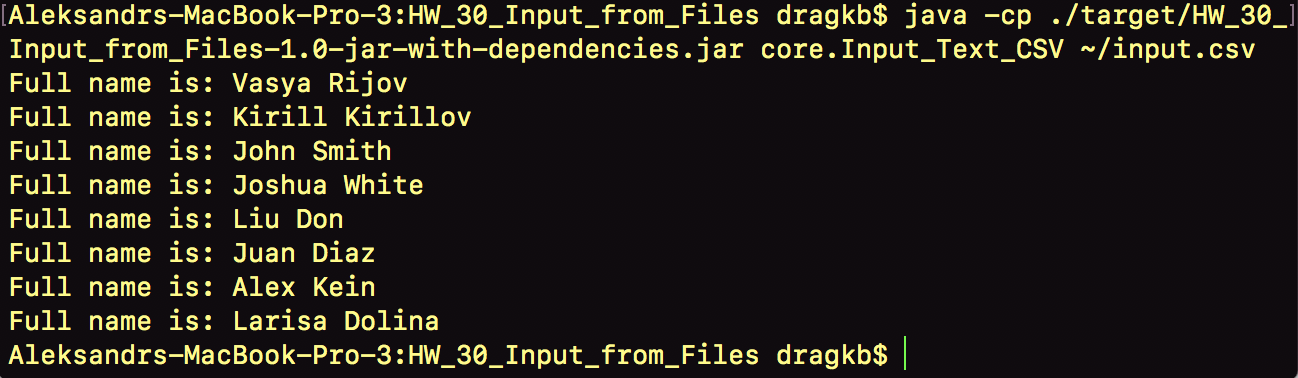 [Aleksandrs-MacBook-Pro-3:HW_30_Input_from_Files dragkb$ java -cp ./target/HW_30_]
Input_from_Files-1.0-jar-with-dependencies.jar core.Input_Text_CSV ~/input.csv
Full name is: Vasya Rijov
Full name is: Kirill Kirillov
Full name is: John Smith
Full name is: Joshua White
Full name is: Liu Don
Full name is: Juan Diaz
Full name is: Alex Kein
Full name is: Larisa Dolina
Aleksandrs-MacBook-Pro-3:HW_30_Input_from_Files dragkb$